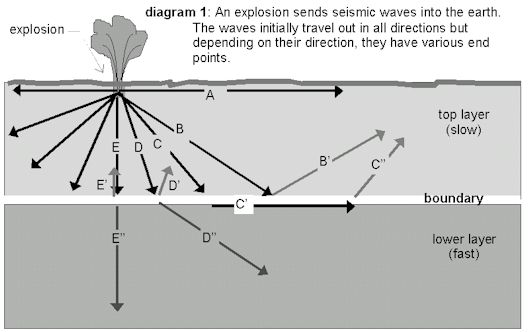 diagram 1: An explosion sends seismic waves into the earth.
The waves initially travel out in all directions but
depending on their direction, they have various end
points.
explosion
A
top layer
(slow)
B
E D C
B'
C"
E' D'
boundary
C'
E"
D"
lower layer
(fast)